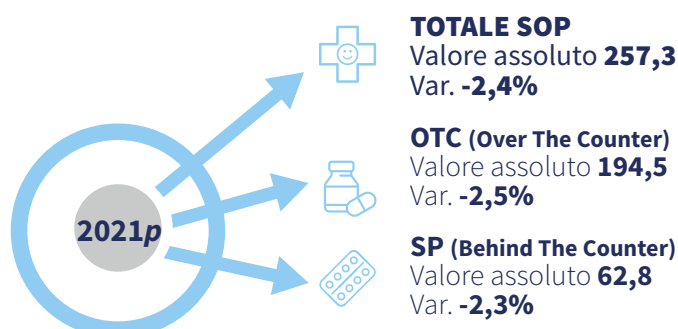 TOTALE SOP
Valore assoluto 257,3
Var. -2,4%
OTC (Over The Counter)
Valore assoluto 194,5
Var. -2,5%
2021p
SP (Behind The Counter)
Valore assoluto 62,8
Var. -2,3%